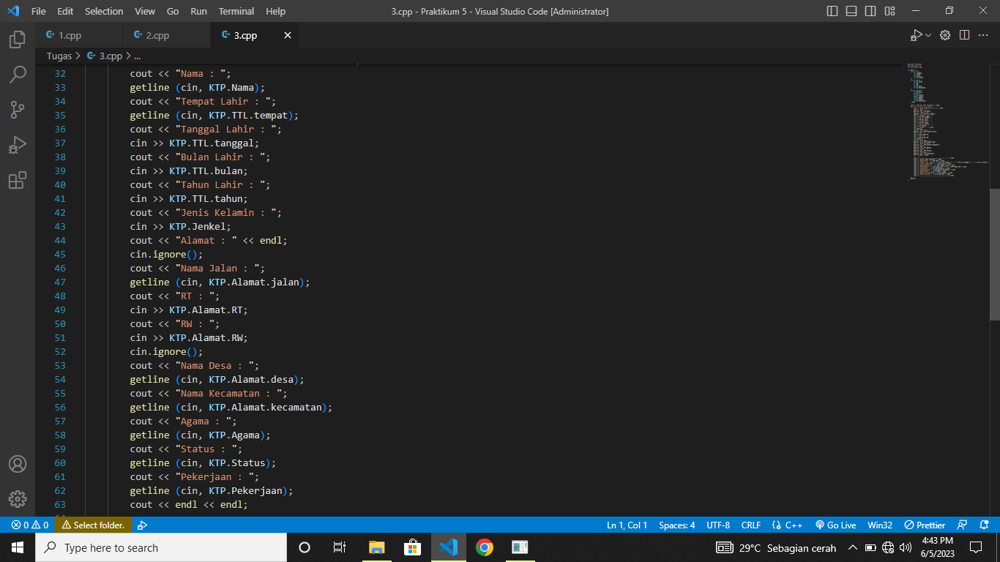 File Edit Selection View Go Run Terminal Help 3.cpp - Praktikum 5 - Visual Studio Code [Administrator]
1.cpp 2.cpp 3.cpp
Tugas > 3.cpp > ...
32 cout << "Nama : ";
33 getline (cin, KTP.Nama);
34 cout << "Tempat Lahir : ";
35 getline (cin, KTP.TTL.tempat);
36 cout << "Tanggal Lahir : ";
37 cin >> KTP.TTL.tanggal;
38 cout << "Bulan Lahir : ";
39 cin >> KTP.TTL.bulan;
40 cout << "Tahun Lahir : ";
41 cin >> KTP.TTL.tahun;
42 cout << "Jenis Kelamin : ";
43 cin >> KTP.Jenkel;
44 cout << "Alamat : " << endl;
45 cin.ignore();
46 cout << "Nama Jalan : ";
47 getline (cin, KTP.Alamat.jalan);
48 cout << "RT : ";
49 cin >> KTP.Alamat.RT;
50 cout << "RW : ";
51 cin >> KTP.Alamat.RW;
52 cin.ignore();
53 cout << "Nama Desa : ";
54 getline (cin, KTP.Alamat.desa);
55 cout << "Nama Kecamatan : ";
56 getline (cin, KTP.Alamat.kecamatan);
57 cout << "Agama : ";
58 getline (cin, KTP.Agama);
59 cout << "Status : ";
60 getline (cin, KTP.Status);
61 cout << "Pekerjaan : ";
62 getline (cin, KTP.Pekerjaan);
63 cout << endl << endl;
0 0 Select folder. Ln 1, Col 1 Spaces: 4 UTF-8 CRLF C++ Go Live Win32 Prettier
Type here to search 29°C Sebagian cerah 4:43 PM
6/5/2023